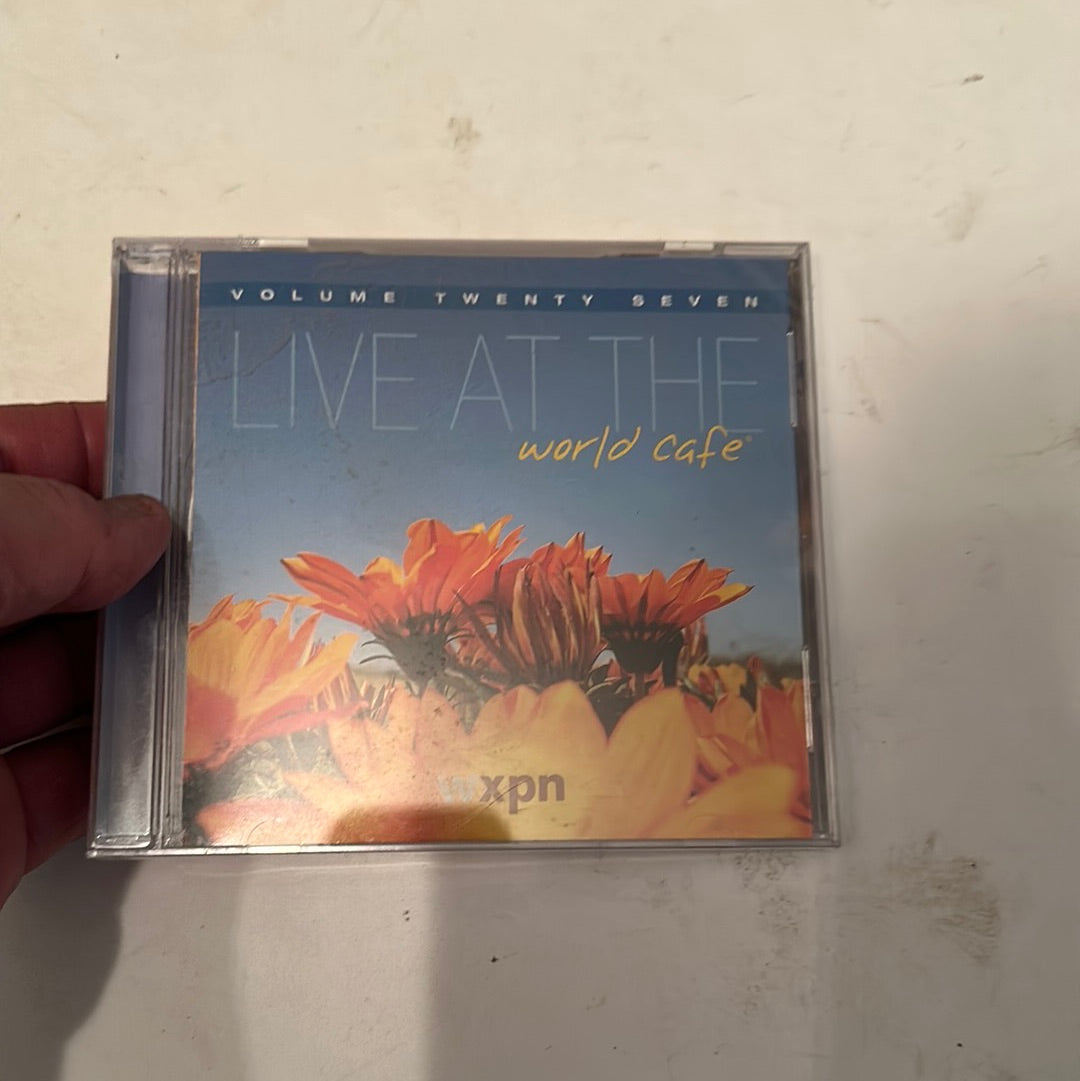 VOLUME TWENTY SEVEN
LIVE AT THE
world cafe®
wxpn